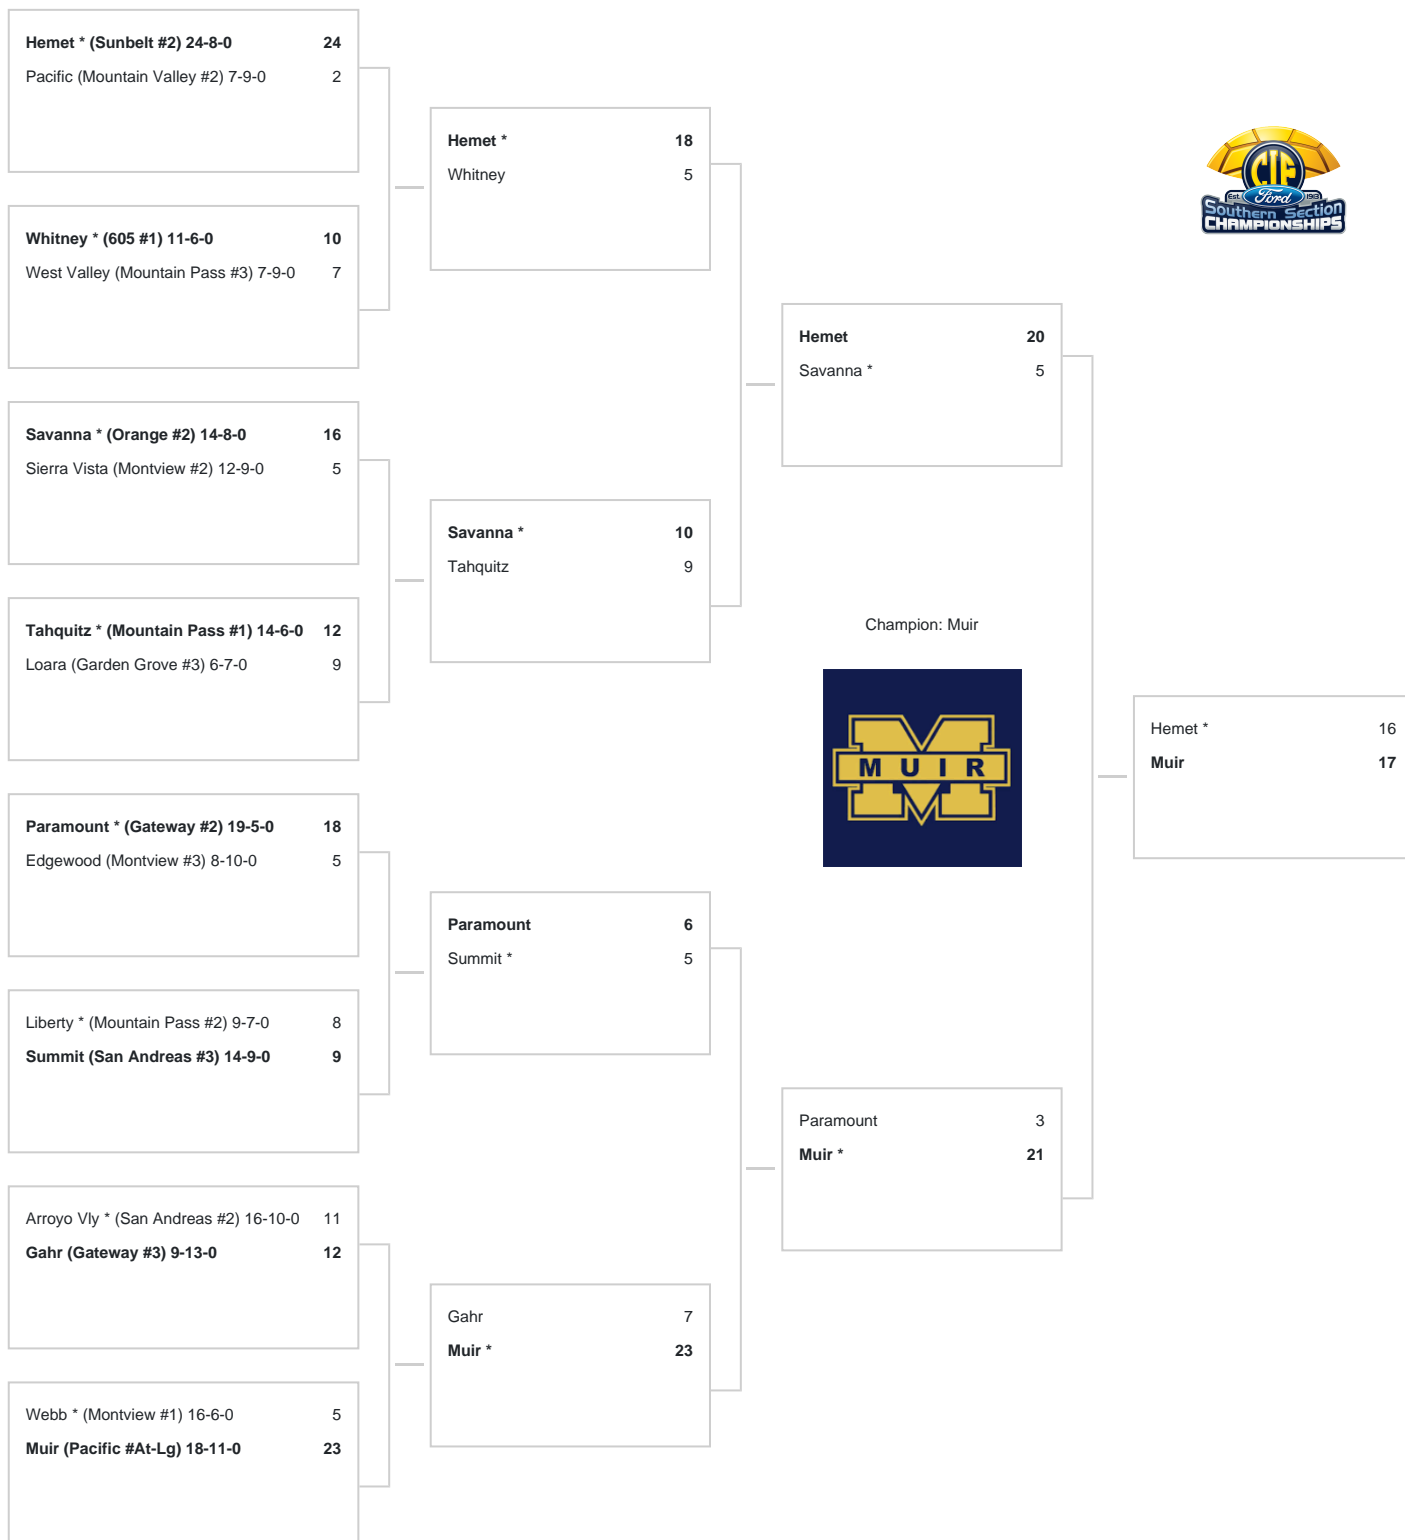 Hemet * (Sunbelt #2) 24-8-0 24
Pacific (Mountain Valley #2) 7-9-0 2
Whitney * (605 #1) 11-6-0 10
West Valley (Mountain Pass #3) 7-9-0 7
Savanna * (Orange #2) 14-8-0 16
Sierra Vista (Montview #2) 12-9-0 5
Tahquitz * (Mountain Pass #1) 14-6-0 12
Loara (Garden Grove #3) 6-7-0 9
Paramount * (Gateway #2) 19-5-0 18
Edgewood (Montview #3) 8-10-0 5
Liberty * (Mountain Pass #2) 9-7-0 8
Summit (San Andreas #3) 14-9-0 9
Arroyo Vly * (San Andreas #2) 16-10-0 11
Gahr (Gateway #3) 9-13-0 12
Webb * (Montview #1) 16-6-0 5
Muir (Pacific #At-Lg) 18-11-0 23
Hemet * 18
Whitney 5
Savanna * 10
Tahquitz 9
Paramount 6
Summit * 5
Gahr 7
Muir * 23
Hemet 20
Savanna * 5
Paramount 3
Muir * 21
Champion: Muir
MUIR
Hemet * 16
Muir 17
CIF
Est. Ford 1913
Southern Section
CHAMPIONSHIPS